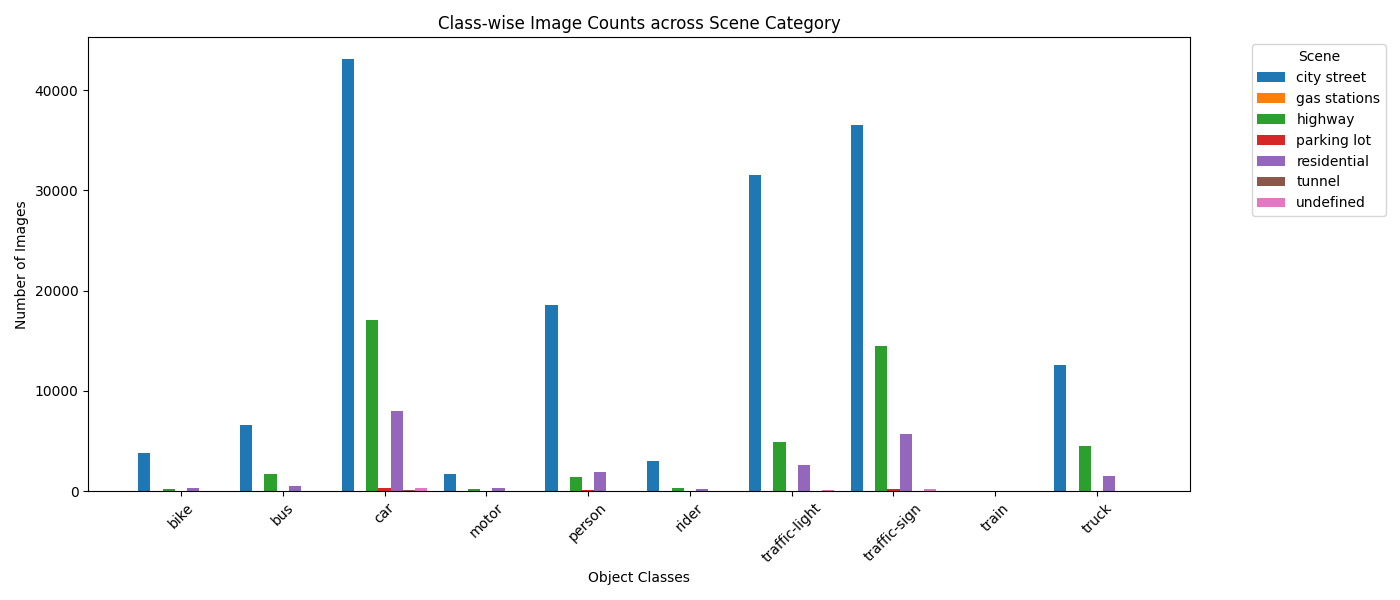 Class-wise Image Counts across Scene Category
Number of Images
40000
30000
20000
10000
0
bike
bus
car
motor
person
rider
traffic-light
traffic-sign
train
truck
Object Classes
Scene
city street
gas stations
highway
parking lot
residential
tunnel
undefined